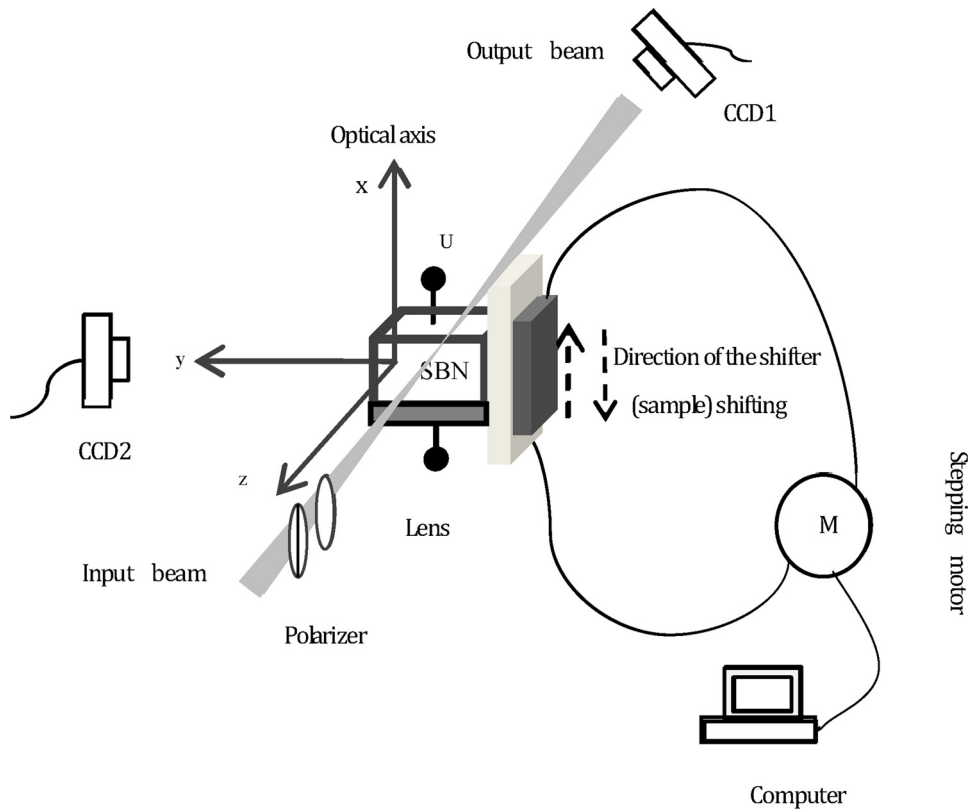 Output beam
CCD1
Optical axis
x
U
y
SBN
Direction of the shifter
(sample) shifting
CCD2
z
Lens
M
Stepping motor
Input beam
Polarizer
Computer